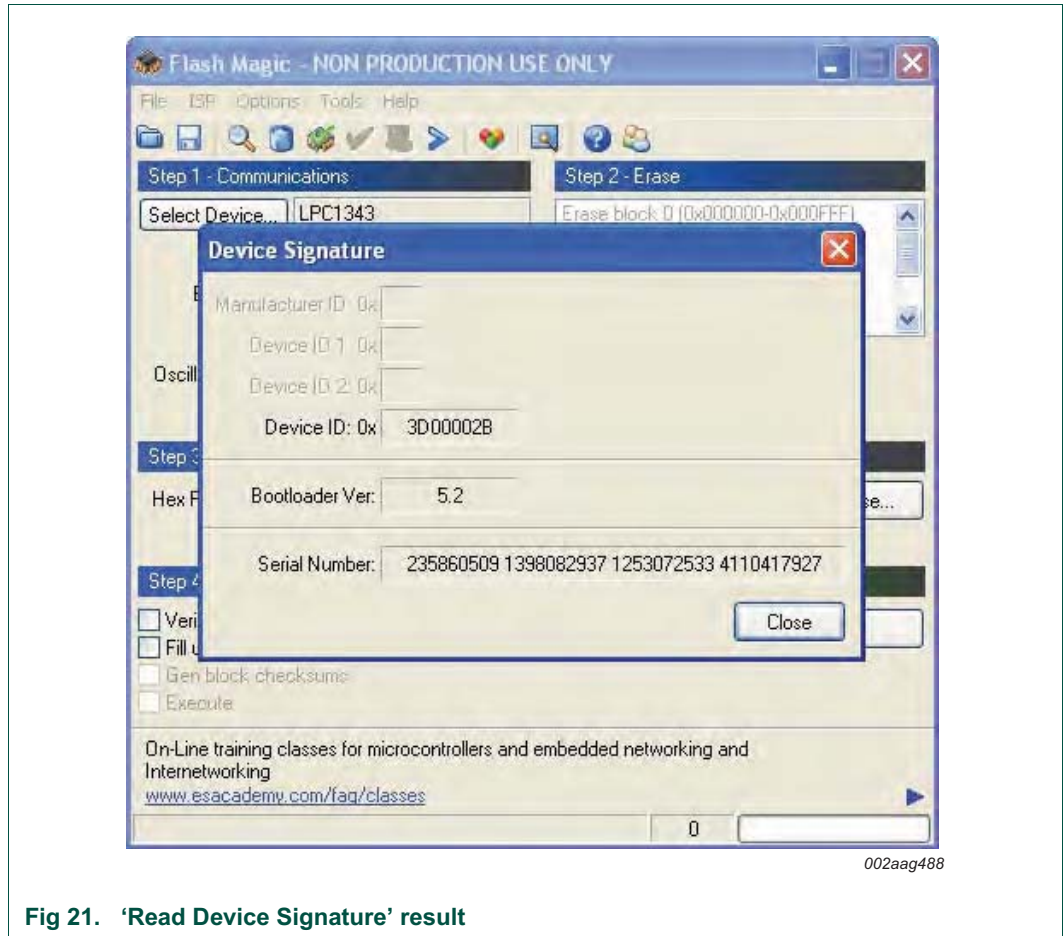 Flash Magic - NON PRODUCTION USE ONLY
File ISP Options Tools Help
Step 1 - Communications
Step 2 - Erase
Select Device... LPC1343
Erase block 0 (0x000000-0x000FFF)
Device Signature
Manufacturer ID: 0x
Device ID 1: 0x
Oscill
Device ID 2: 0x
Device ID: 0x 3D00002B
Step 3
Hex F
Bootloader Ver: 5.2
se...
Serial Number: 235860509 1398082937 1253072533 4110417927
Step 4
Veri
Close
Fill u
Gen block checksums
Execute
On-Line training classes for microcontrollers and embedded networking and
Internetworking
www.esacademy.com/faq/classes
0
002aag488
Fig 21. ‘Read Device Signature’ result